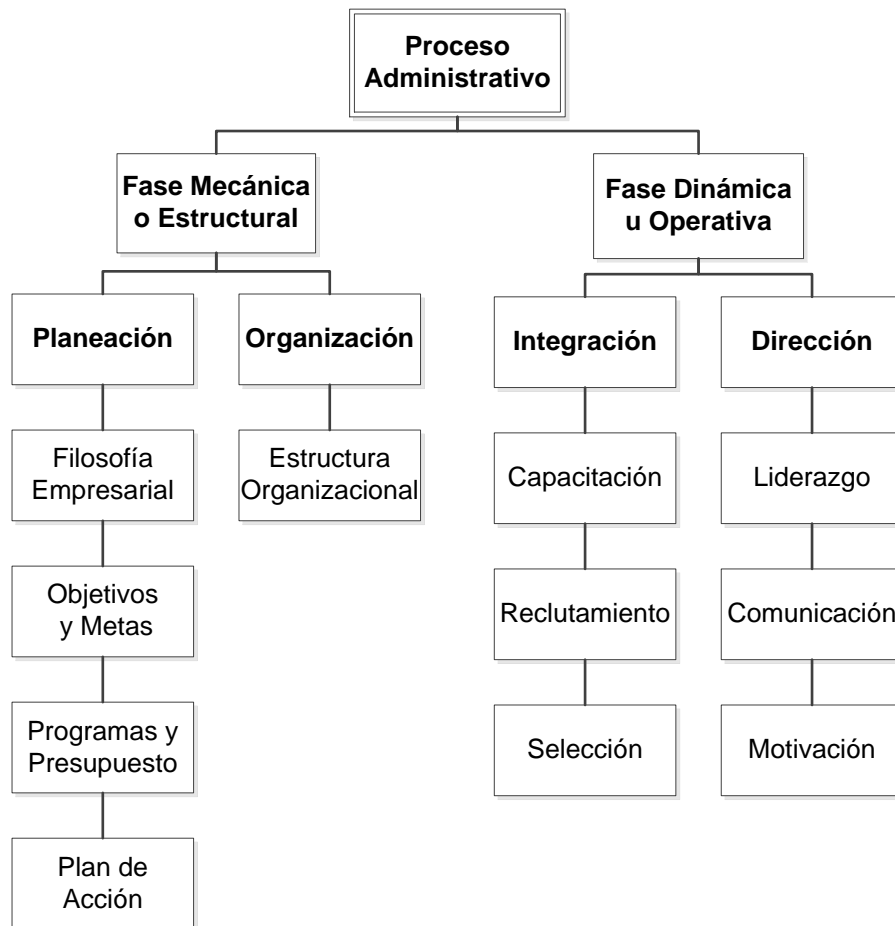 Proceso
Administrativo
Fase Mecánica
o Estructural
Fase Dinámica
u Operativa
Planeación
Organización
Integración
Dirección
Filosofía
Empresarial
Estructura
Organizacional
Capacitación
Liderazgo
Objetivos
y Metas
Reclutamiento
Comunicación
Programas y
Presupuesto
Selección
Motivación
Plan de
Acción